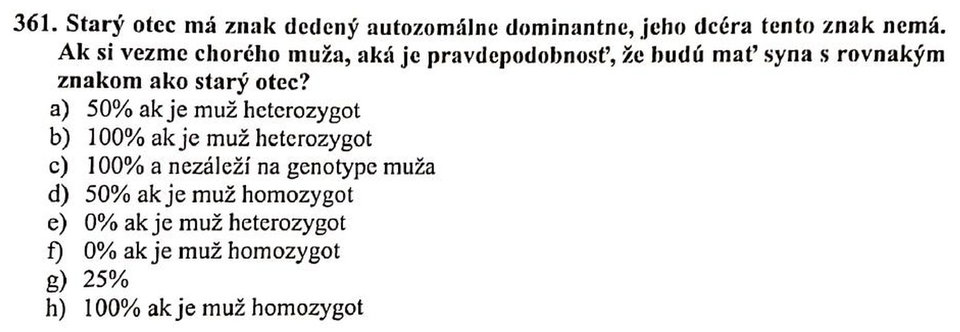 361. Starý otec má znak dedený autozomálne dominantne, jeho dcéra tento znak nemá.
Ak si vezme chorého muža, aká je pravdepodobnosť, že budú mať syna s rovnakým
znakom ako starý otec?
a) 50% ak je muž heterozygot
b) 100% ak je muž heterozygot
c) 100% a nezáleží na genotype muža
d) 50% ak je muž homozygot
e) 0% ak je muž heterozygot
f) 0% ak je muž homozygot
g) 25%
h) 100% ak je muž homozygot